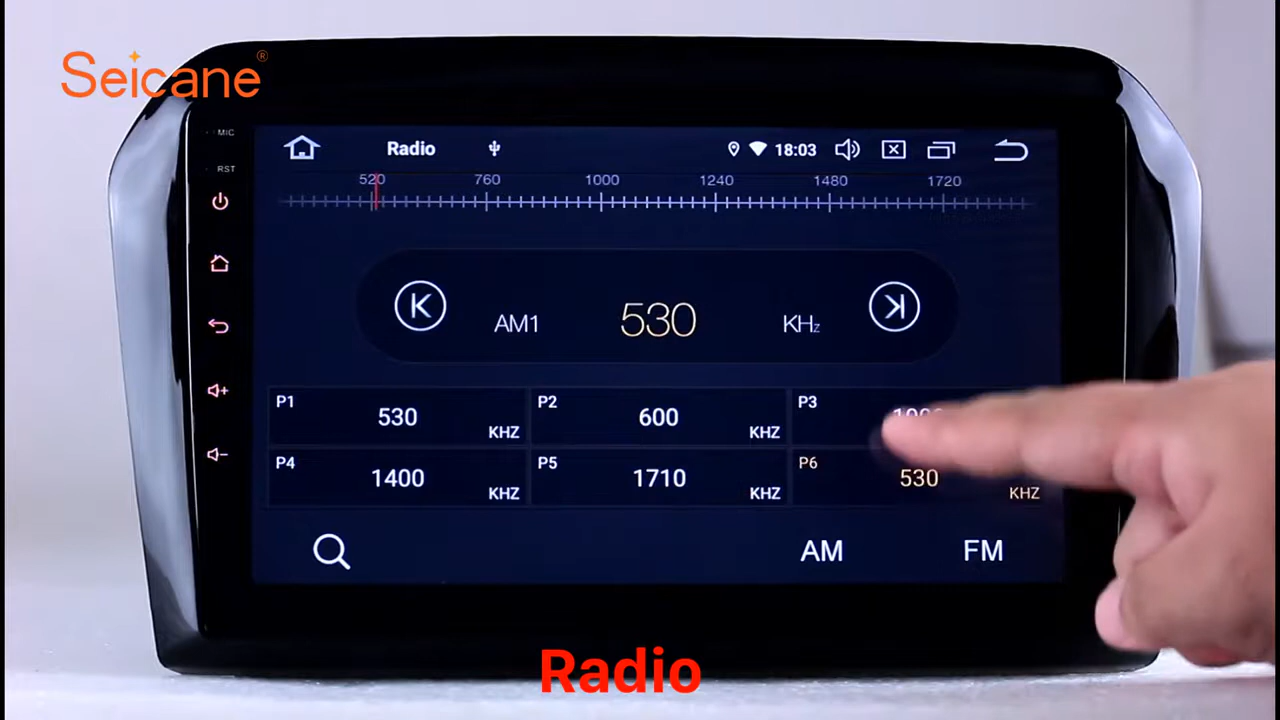 Seicane®
MIC
RST
Radio 18:03
520 760 1000 1240 1480 1720
AM1 530 KHz
P1 530 KHZ
P2 600 KHZ
P3
P4 1400 KHZ
P5 1710 KHZ
P6 530 KHZ
AM FM
Radio